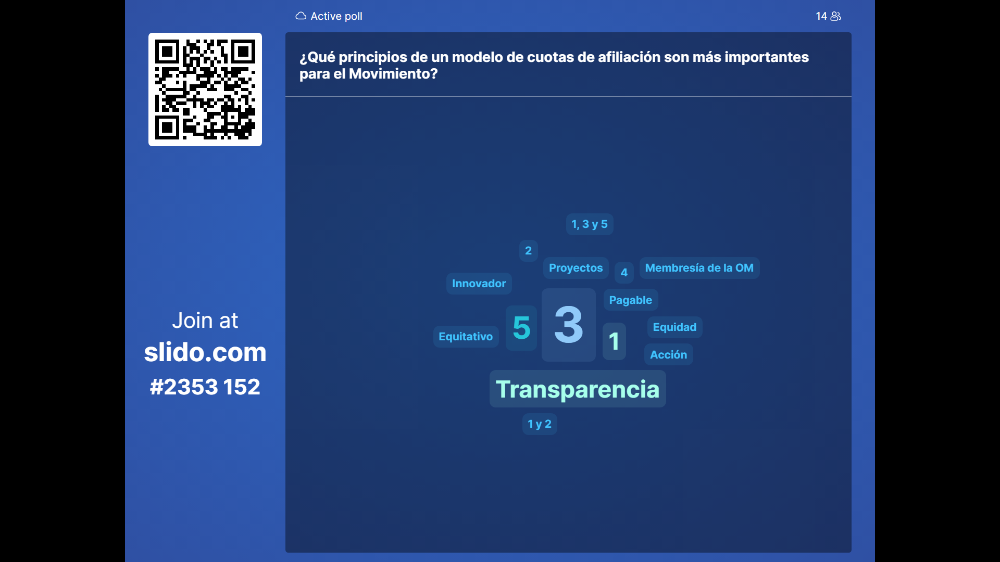 Active poll
14
¿Qué principios de un modelo de cuotas de afiliación son más importantes
para el Movimiento?
Join at
slido.com
#2353 152
1, 3 y 5
2
Proyectos
4
Membresía de la OM
Innovador
Pagable
5
3
1
Equidad
Equitativo
Acción
Transparencia
1 y 2